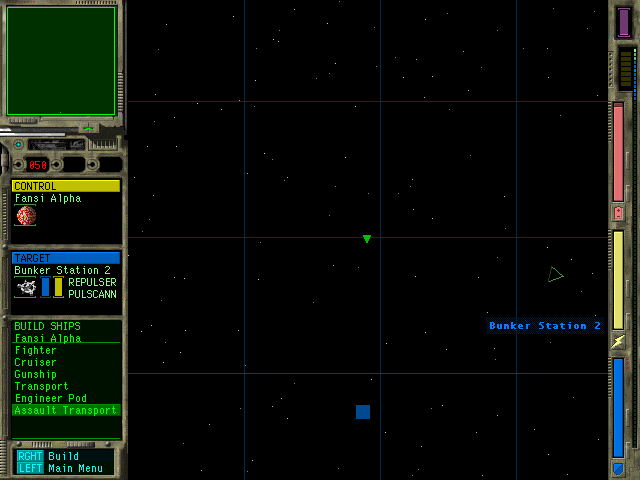 050
CONTROL
Fansi Alpha
TARGET
Bunker Station 2
REPULSER
PULSCANN
Bunker Station 2
BUILD SHIPS
Fansi Alpha
Fighter
Cruiser
Gunship
Transport
Engineer Pod
Assault Transport
RGHT Build
LEFT Main Menu